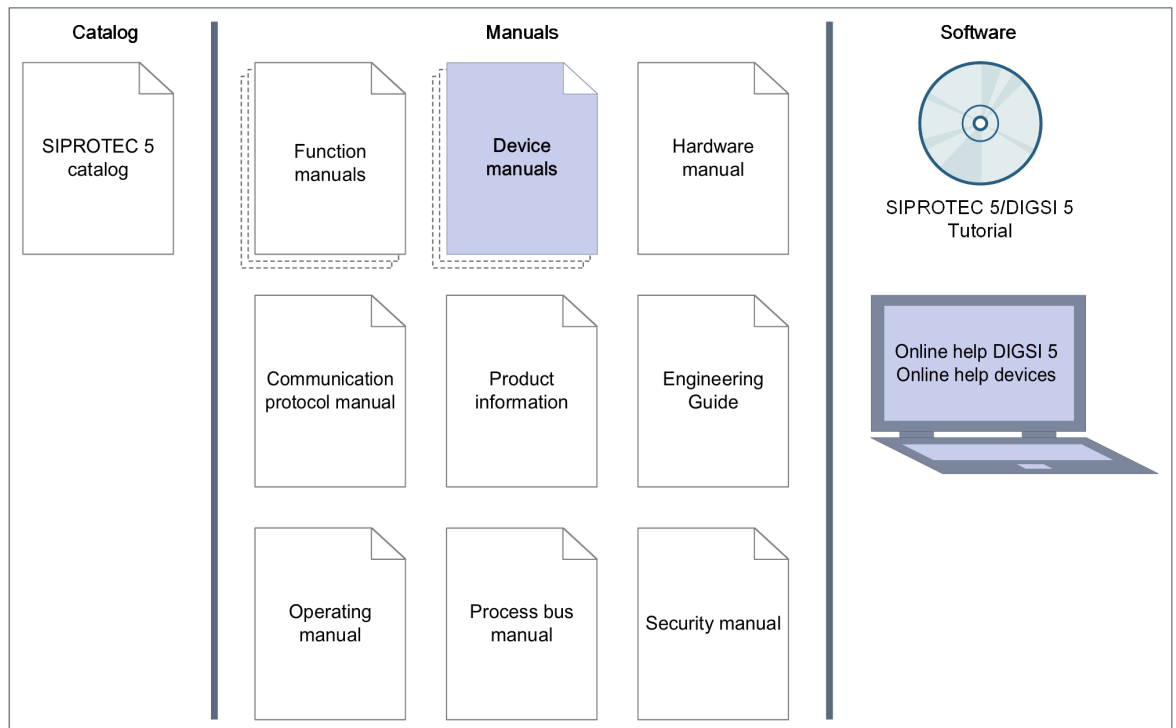 Catalog
Manuals
Software
SIPROTEC 5
catalog
Function
manuals
Device
manuals
Hardware
manual
SIPROTEC 5/DIGSI 5
Tutorial
Communication
protocol manual
Product
information
Engineering
Guide
Online help DIGSI 5
Online help devices
Operating
manual
Process bus
manual
Security manual